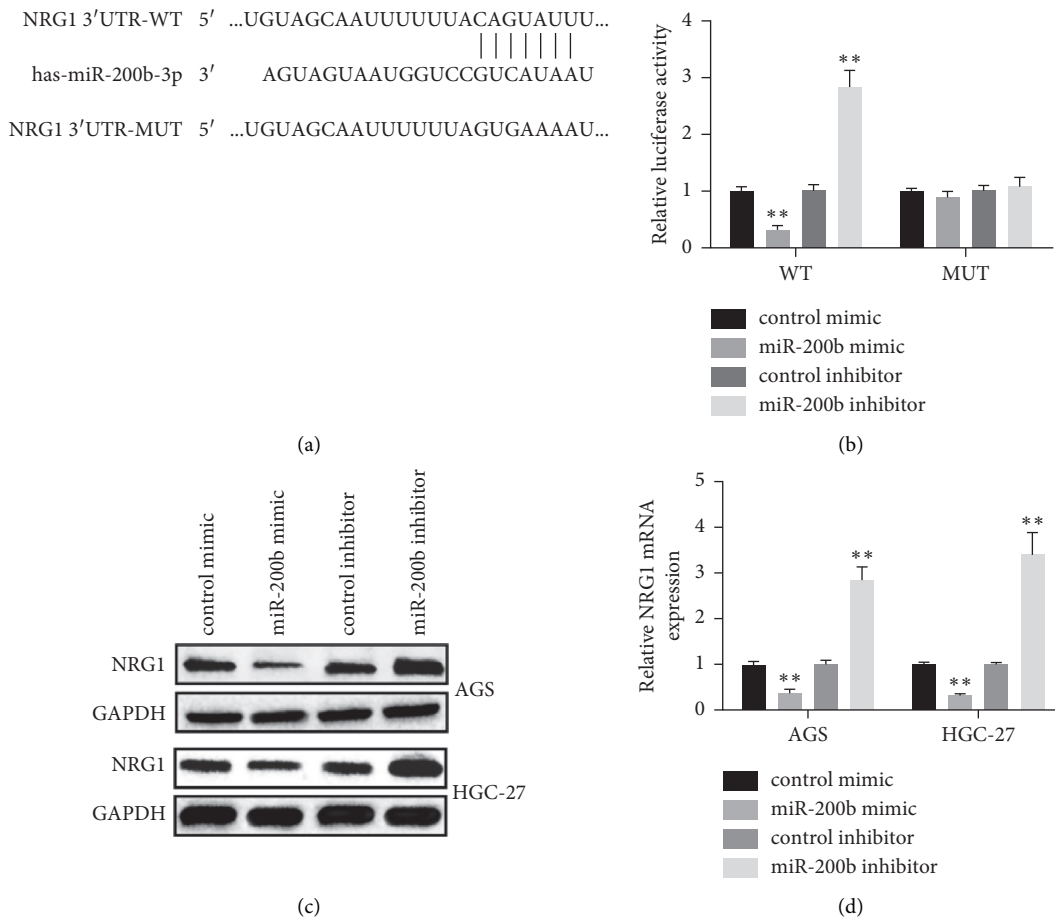 NRG1 3′UTR-WT 5′ ...UGUAGCAAUUUUUUACAGUAUUU...
has-miR-200b-3p 3′ AGUAGUAAUGGUCCGUCAUAAU
NRG1 3′UTR-MUT 5′ ...UGUAGCAAUUUUUUAGUGAAAAU...
(a)
Relative luciferase activity
4
3
2
1
0
**
**
WT
MUT
control mimic
miR-200b mimic
control inhibitor
miR-200b inhibitor
(b)
control mimic
miR-200b mimic
control inhibitor
miR-200b inhibitor
NRG1
GAPDH
AGS
NRG1
GAPDH
HGC-27
(c)
Relative NRG1 mRNA
expression
5
4
3
2
1
0
**
**
**
**
AGS
HGC-27
control mimic
miR-200b mimic
control inhibitor
miR-200b inhibitor
(d)